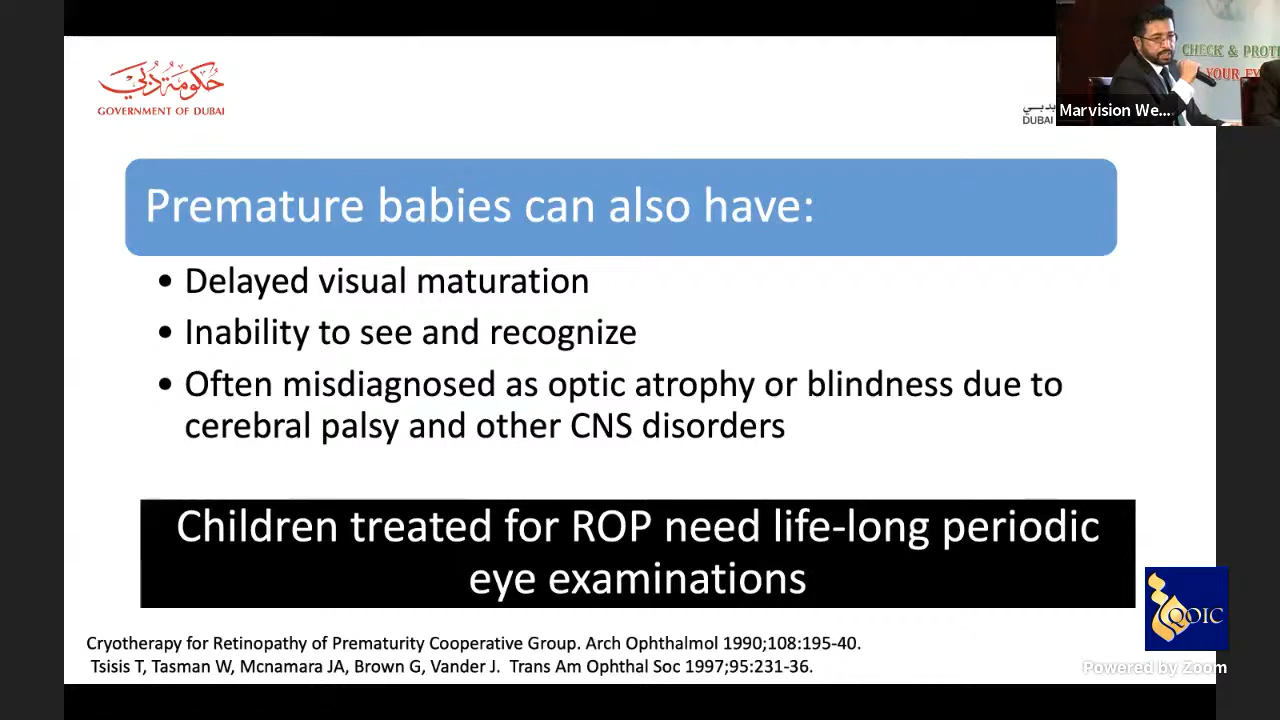 حكومة دبي
GOVERNMENT OF DUBAI
DUBAI
CHECK & PROT
YOUR EY
Marvision We...
Premature babies can also have:
• Delayed visual maturation
• Inability to see and recognize
• Often misdiagnosed as optic atrophy or blindness due to
cerebral palsy and other CNS disorders
Children treated for ROP need life-long periodic
eye examinations
QOIC
Cryotherapy for Retinopathy of Prematurity Cooperative Group. Arch Ophthalmol 1990;108:195-40.
Tsisis T, Tasman W, Mcnamara JA, Brown G, Vander J. Trans Am Ophthal Soc 1997;95:231-36.
Powered by Zoom